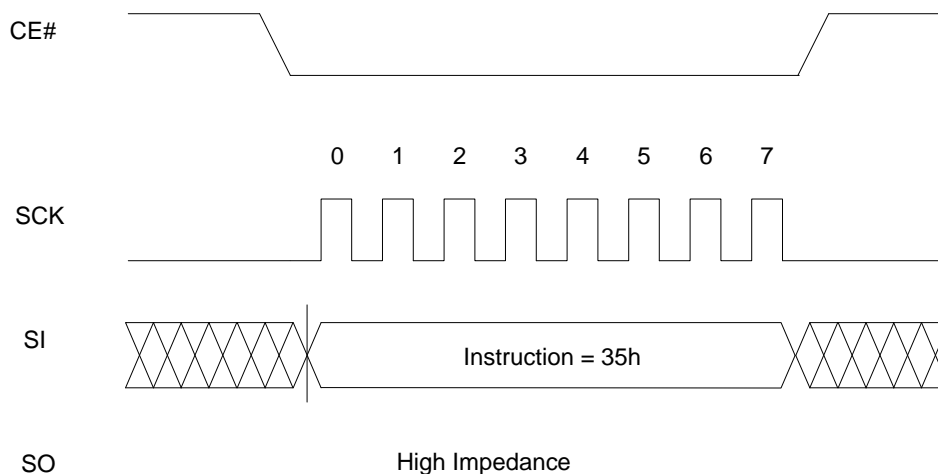 CE#
0 1 2 3 4 5 6 7
SCK
SI
Instruction = 35h
SO
High Impedance